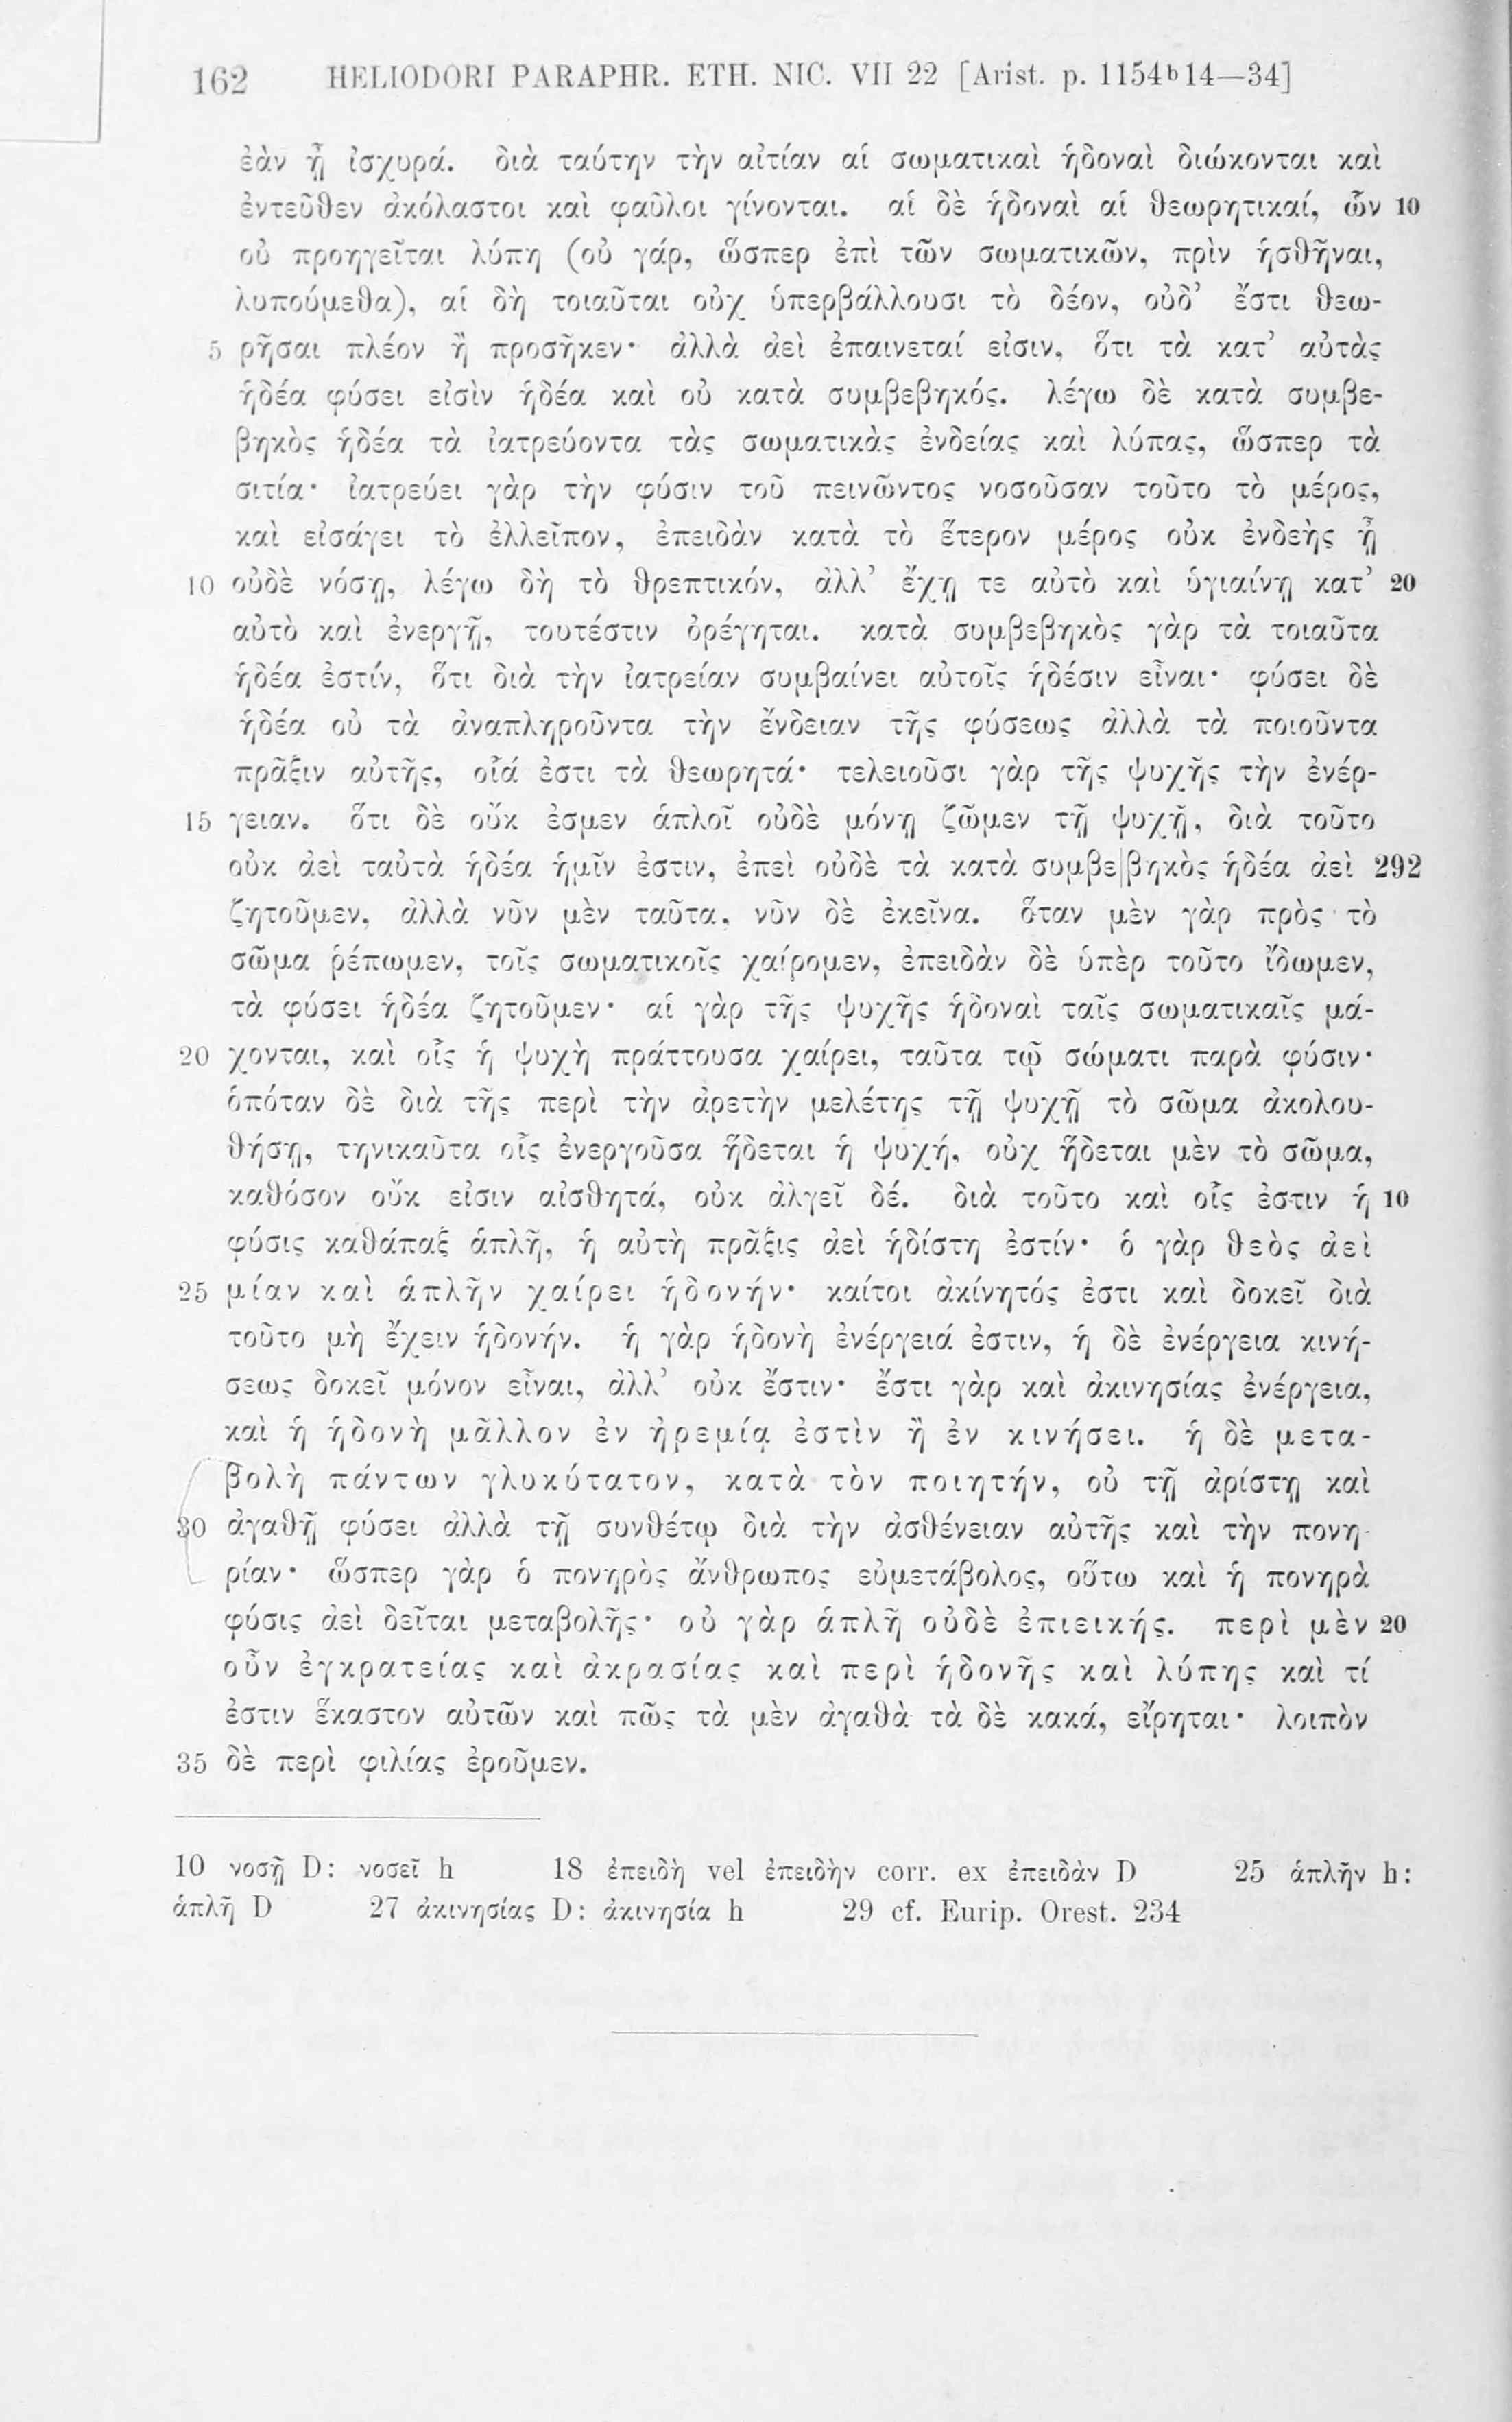 162 HELIODORI PARAPHR. ETH. NIC. VII 22 [Arist. p. 1154ᵇ14—34]
ἐὰν ᾖ ἰσχυρά. διὰ ταύτην τὴν αἰτίαν αἱ σωματικαὶ ἡδοναὶ διώκονται καὶ
ἐντεῦθεν ἀκόλαστοι καὶ φαῦλοι γίνονται. αἱ δὲ ἡδοναὶ αἱ θεωρητικαί, ὧν 10
οὐ προηγεῖται λύπη (οὐ γάρ, ὥσπερ ἐπὶ τῶν σωματικῶν, πρὶν ἡσθῆναι,
λυπούμεθα), αἱ δὴ τοιαῦται οὐχ ὑπερβάλλουσι τὸ δέον, οὐδ’ ἔστι θεω-
5 ρῆσαι πλέον ἢ προσῆκεν· ἀλλὰ ἀεὶ ἐπαινεταί εἰσιν, ὅτι τὰ κατ’ αὐτὰς
ἡδέα φύσει εἰσὶν ἡδέα καὶ οὐ κατὰ συμβεβηκός. λέγω δὲ κατὰ συμβε-
βηκὸς ἡδέα τὰ ἰατρεύοντα τὰς σωματικὰς ἐνδείας καὶ λύπας, ὥσπερ τὰ
σιτία· ἰατρεύει γὰρ τὴν φύσιν τοῦ πεινῶντος νοσοῦσαν τοῦτο τὸ μέρος,
καὶ εἰσάγει τὸ ἐλλεῖπον, ἐπειδὰν κατὰ τὸ ἕτερον μέρος οὐκ ἐνδεὴς ᾖ
10 οὐδὲ νόσῃ, λέγω δὴ τὸ θρεπτικόν, ἀλλ’ ἔχῃ τε αὐτὸ καὶ ὑγιαίνῃ κατ’ 20
αὐτὸ καὶ ἐνεργῇ, τουτέστιν ὀρέγηται. κατὰ συμβεβηκὸς γὰρ τὰ τοιαῦτα
ἡδέα ἐστίν, ὅτι διὰ τὴν ἰατρείαν συμβαίνει αὐτοῖς ἡδέσιν εἶναι· φύσει δὲ
ἡδέα οὐ τὰ ἀναπληροῦντα τὴν ἔνδειαν τῆς φύσεως ἀλλὰ τὰ ποιοῦντα
πρᾶξιν αὐτῆς, οἷά ἐστι τὰ θεωρητά· τελειοῦσι γὰρ τῆς ψυχῆς τὴν ἐνέρ-
15 γειαν. ὅτι δὲ οὔκ ἐσμεν ἁπλοῖ οὐδὲ μόνῃ ζῶμεν τῇ ψυχῇ, διὰ τοῦτο
οὐκ ἀεὶ ταὐτὰ ἡδέα ἡμῖν ἐστιν, ἐπεὶ οὐδὲ τὰ κατὰ συμβε|βηκὸς ἡδέα ἀεὶ 292
ζητοῦμεν, ἀλλὰ νῦν μὲν ταῦτα, νῦν δὲ ἐκεῖνα. ὅταν μὲν γὰρ πρὸς τὸ
σῶμα ῥέπωμεν, τοῖς σωματικοῖς χαίρομεν, ἐπειδὰν δὲ ὑπὲρ τοῦτο ἴδωμεν,
τὰ φύσει ἡδέα ζητοῦμεν· αἱ γὰρ τῆς ψυχῆς ἡδοναὶ ταῖς σωματικαῖς μά-
20 χονται, καὶ οἷς ἡ ψυχὴ πράττουσα χαίρει, ταῦτα τῷ σώματι παρὰ φύσιν·
ὁπόταν δὲ διὰ τῆς περὶ τὴν ἀρετὴν μελέτης τῇ ψυχῇ τὸ σῶμα ἀκολου-
θήσῃ, τηνικαῦτα οἷς ἐνεργοῦσα ἥδεται ἡ ψυχή, οὐχ ἥδεται μὲν τὸ σῶμα,
καθόσον οὔκ εἰσιν αἰσθητά, οὐκ ἀλγεῖ δέ. διὰ τοῦτο καὶ οἷς ἐστιν ἡ 10
φύσις καθάπαξ ἁπλῆ, ἡ αὐτὴ πρᾶξις ἀεὶ ἡδίστη ἐστίν· ὁ γὰρ θεὸς ἀεὶ
25 μίαν καὶ ἁπλῆν χαίρει ἡδονήν· καίτοι ἀκίνητός ἐστι καὶ δοκεῖ διὰ
τοῦτο μὴ ἔχειν ἡδονήν. ἡ γὰρ ἡδονὴ ἐνέργειά ἐστιν, ἡ δὲ ἐνέργεια κινή-
σεως δοκεῖ μόνον εἶναι, ἀλλ’ οὐκ ἔστιν· ἔστι γὰρ καὶ ἀκινησίας ἐνέργεια,
καὶ ἡ ἡδονὴ μᾶλλον ἐν ἠρεμίᾳ ἐστὶν ἢ ἐν κινήσει. ἡ δὲ μετα-
βολὴ πάντων γλυκύτατον, κατὰ τὸν ποιητήν, οὐ τῇ ἀρίστῃ καὶ
30 ἀγαθῇ φύσει ἀλλὰ τῇ συνθέτῳ διὰ τὴν ἀσθένειαν αὐτῆς καὶ τὴν πονη-
ρίαν· ὥσπερ γὰρ ὁ πονηρὸς ἄνθρωπος εὐμετάβολος, οὕτω καὶ ἡ πονηρὰ
φύσις ἀεὶ δεῖται μεταβολῆς· οὐ γὰρ ἁπλῆ οὐδὲ ἐπιεικής. περὶ μὲν 20
οὖν ἐγκρατείας καὶ ἀκρασίας καὶ περὶ ἡδονῆς καὶ λύπης καὶ τί
ἐστιν ἕκαστον αὐτῶν καὶ πῶς τὰ μὲν ἀγαθὰ τὰ δὲ κακά, εἴρηται· λοιπὸν
35 δὲ περὶ φιλίας ἐροῦμεν.
10 νοσῇ D: νοσεῖ h 18 ἐπειδὴ vel ἐπειδὴν corr. ex ἐπειδὰν D 25 ἁπλῆν h:
ἁπλῆ D 27 ἀκινησίας D: ἀκινησία h 29 cf. Eurip. Orest. 234